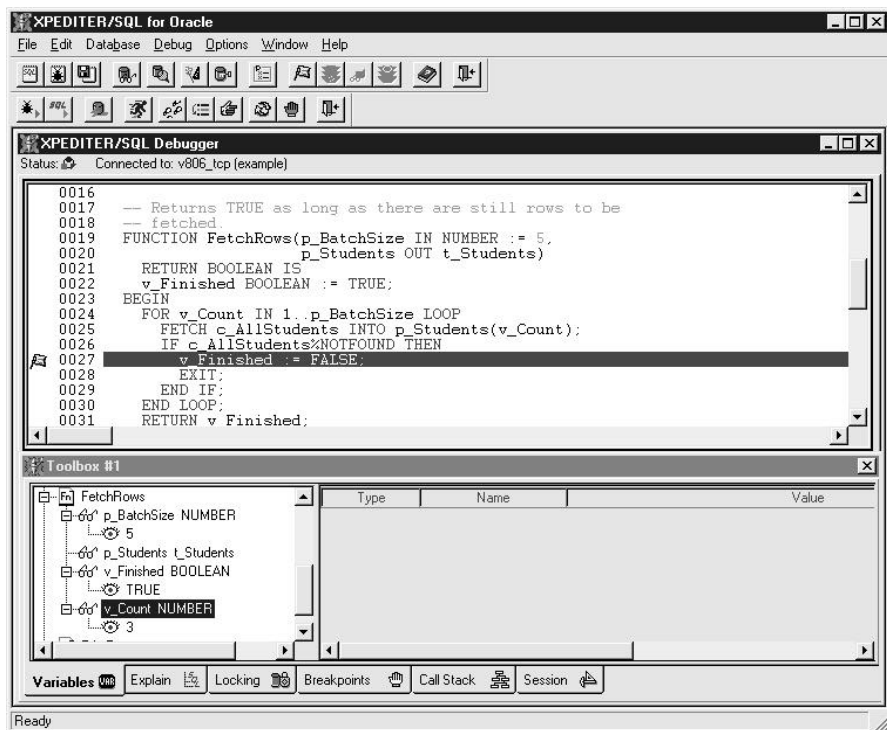 XPEDITER/SQL for Oracle
File Edit Database Debug Options Window Help
SQL
SQL
XPEDITER/SQL Debugger
Status: Connected to: v806_tcp (example)
0016
0017 -- Returns TRUE as long as there are still rows to be
0018 -- fetched.
0019 FUNCTION FetchRows(p_BatchSize IN NUMBER := 5,
0020 p_Students OUT t_Students)
0021 RETURN BOOLEAN IS
0022 v_Finished BOOLEAN := TRUE;
0023 BEGIN
0024 FOR v_Count IN 1..p_BatchSize LOOP
0025 FETCH c_AllStudents INTO p_Students(v_Count);
0026 IF c_AllStudents%NOTFOUND THEN
0027 v_Finished := FALSE;
0028 EXIT;
0029 END IF;
0030 END LOOP;
0031 RETURN v_Finished;
Toolbox #1
Fn FetchRows
p_BatchSize NUMBER
5
p_Students t_Students
v_Finished BOOLEAN
TRUE
v_Count NUMBER
3
Type Name Value
Variables VAR Explain Locking Breakpoints Call Stack Session
Ready